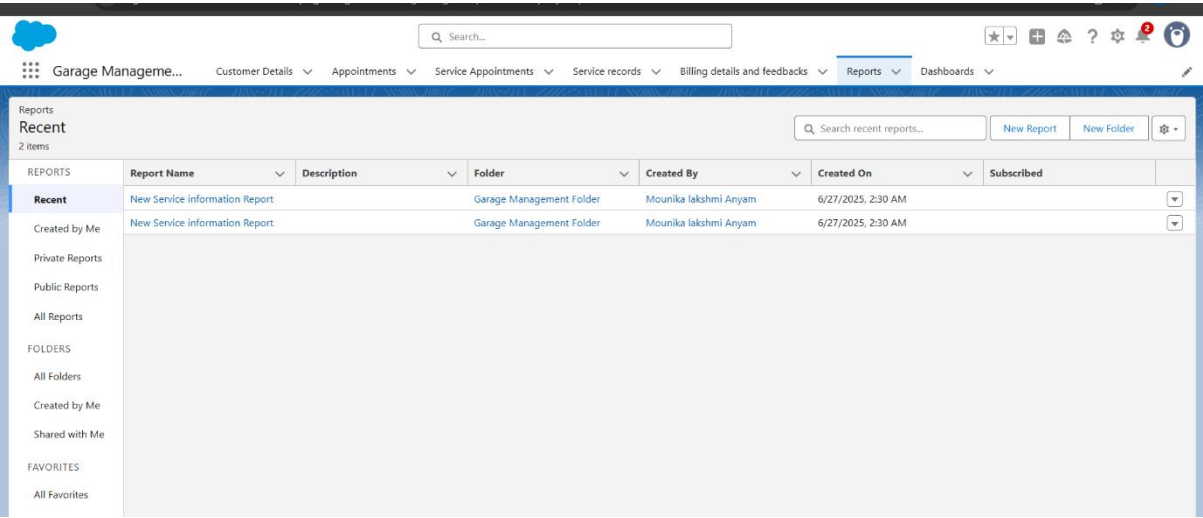 Search...
2
Garage Manageme... Customer Details Appointments Service Appointments Service records Billing details and feedbacks Reports Dashboards
Reports
Recent
2 items
Search recent reports...
New Report
New Folder
REPORTS
Recent
Created by Me
Private Reports
Public Reports
All Reports
FOLDERS
All Folders
Created by Me
Shared with Me
FAVORITES
All Favorites
Report Name Description Folder Created By Created On Subscribed
New Service information Report Garage Management Folder Mounika lakshmi Anyam 6/27/2025, 2:30 AM
New Service information Report Garage Management Folder Mounika lakshmi Anyam 6/27/2025, 2:30 AM